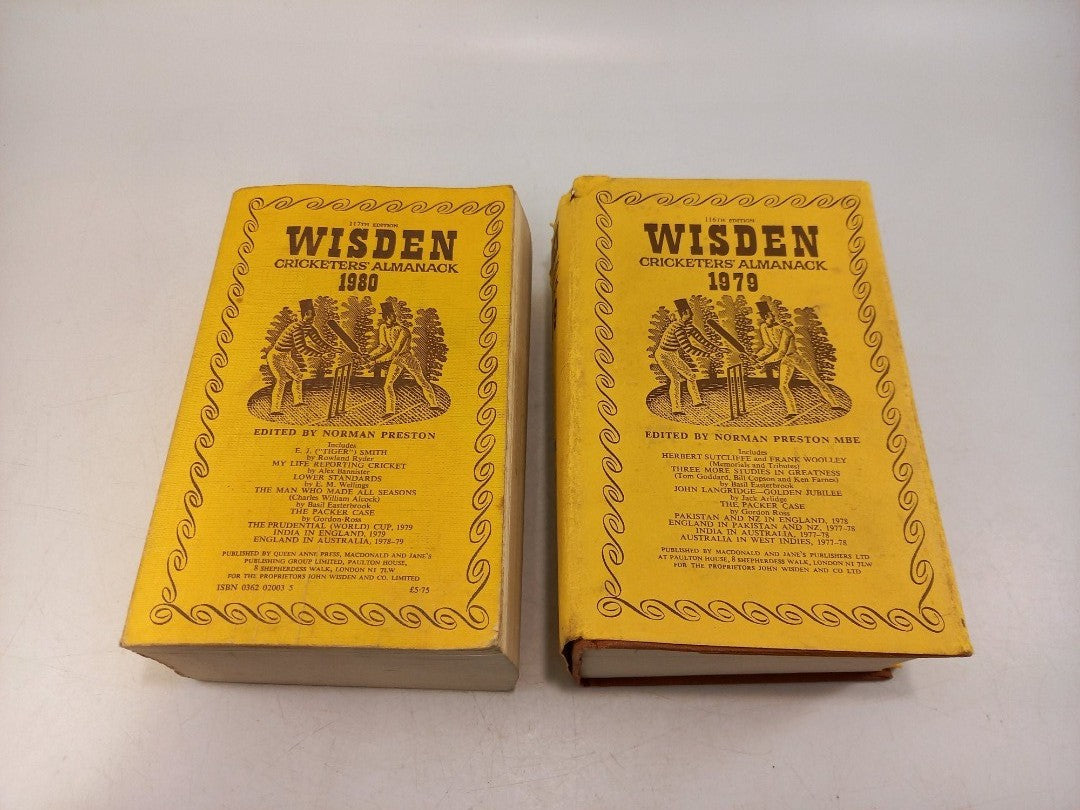 117TH EDITION
WISDEN
CRICKETERS' ALMANACK
1980
EDITED BY NORMAN PRESTON
Includes
E. J. ("TIGER") SMITH
by Rowland Ryder
MY LIFE REPORTING CRICKET
by Alex Bannister
LOWER STANDARDS
by E. M. Wellings
THE MAN WHO MADE ALL SEASONS
(Charles William Alcock)
by Basil Easterbrook
THE PACKER CASE
by Gordon Ross
THE PRUDENTIAL (WORLD) CUP, 1979
INDIA IN ENGLAND, 1979
ENGLAND IN AUSTRALIA, 1978-79
PUBLISHED BY QUEEN ANNE PRESS, MACDONALD AND JANE'S
PUBLISHING GROUP LIMITED, PAULTON HOUSE,
8 SHEPHERDESS WALK, LONDON N1 7LW
FOR THE PROPRIETORS JOHN WISDEN AND CO. LIMITED
ISBN 0362 02003 5 £5·75
116TH EDITION
WISDEN
CRICKETERS' ALMANACK
1979
EDITED BY NORMAN PRESTON MBE
Includes
HERBERT SUTCLIFFE and FRANK WOOLLEY
(Memorials and Tributes)
THREE MORE STUDIES IN GREATNESS
(Tom Goddard, Bill Copson and Ken Farnes)
by Basil Easterbrook
JOHN LANGRIDGE—GOLDEN JUBILEE
by Jack Arlidge
THE PACKER CASE
by Gordon Ross
PAKISTAN AND NZ IN ENGLAND, 1978
ENGLAND IN PAKISTAN AND NZ, 1977-78
INDIA IN AUSTRALIA, 1977-78
AUSTRALIA IN WEST INDIES, 1977-78
PUBLISHED BY MACDONALD AND JANE'S PUBLISHERS LTD
AT PAULTON HOUSE, 8 SHEPHERDESS WALK, LONDON N1 7LW
FOR THE PROPRIETORS JOHN WISDEN AND CO LTD